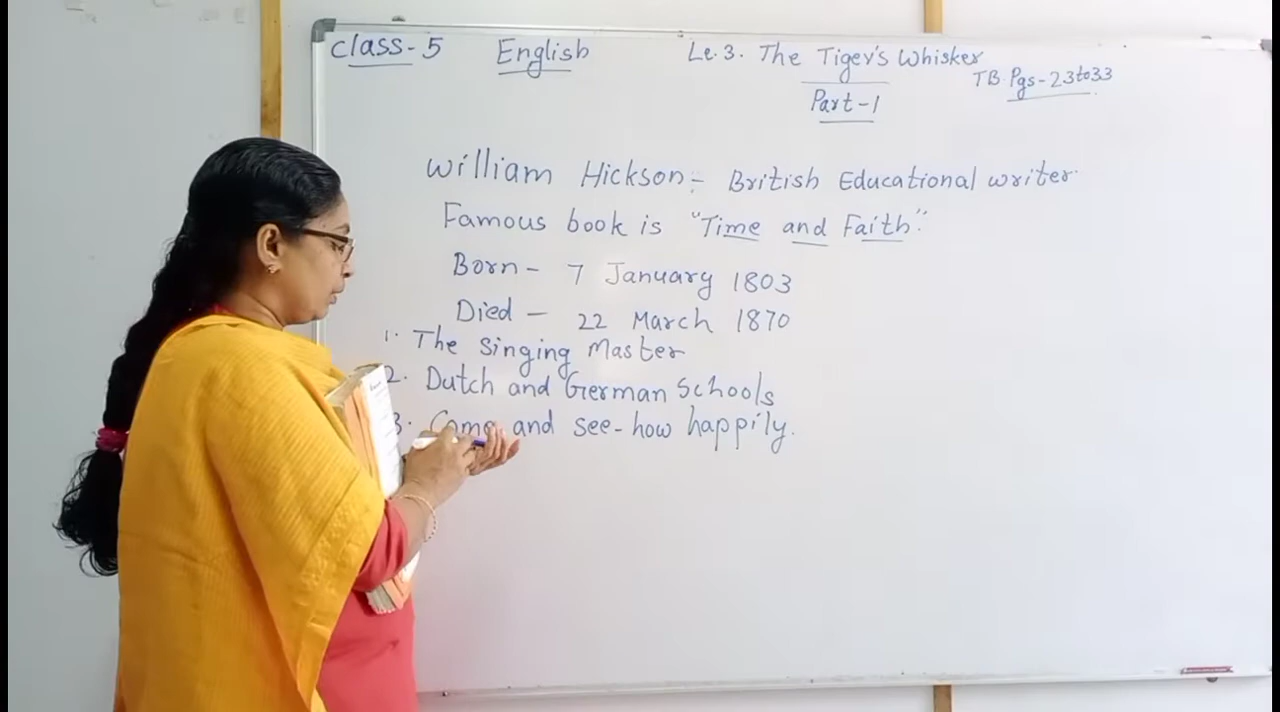 Class-5 English Le.3. The Tiger's Whisker
Part-1 TB Pgs-23to33
William Hickson:- British Educational writer
Famous book is "Time and Faith".
Born- 7 January 1803
Died- 22 March 1870
1. The Singing Master
2. Dutch and German Schools
3. Come and see-how happily.